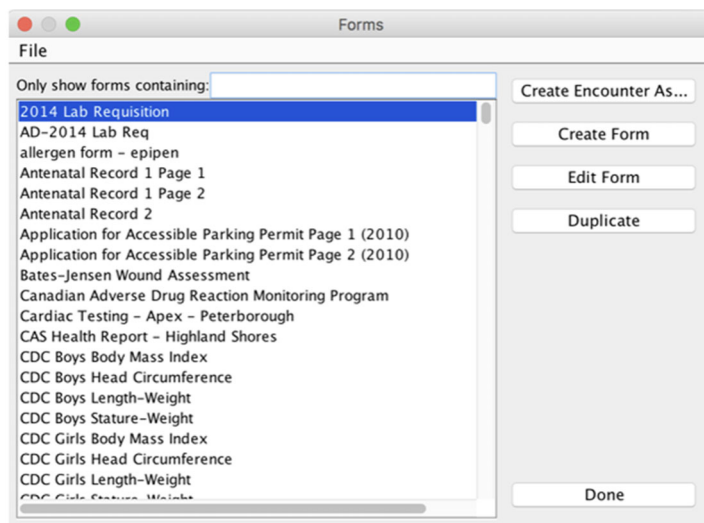 Forms
File
Only show forms containing:
2014 Lab Requisition
AD-2014 Lab Req
allergen form - epipen
Antenatal Record 1 Page 1
Antenatal Record 1 Page 2
Antenatal Record 2
Application for Accessible Parking Permit Page 1 (2010)
Application for Accessible Parking Permit Page 2 (2010)
Bates-Jensen Wound Assessment
Canadian Adverse Drug Reaction Monitoring Program
Cardiac Testing - Apex - Peterborough
CAS Health Report - Highland Shores
CDC Boys Body Mass Index
CDC Boys Head Circumference
CDC Boys Length-Weight
CDC Boys Stature-Weight
CDC Girls Body Mass Index
CDC Girls Head Circumference
CDC Girls Length-Weight
CDC Girls Stature-Weight
Create Encounter As...
Create Form
Edit Form
Duplicate
Done